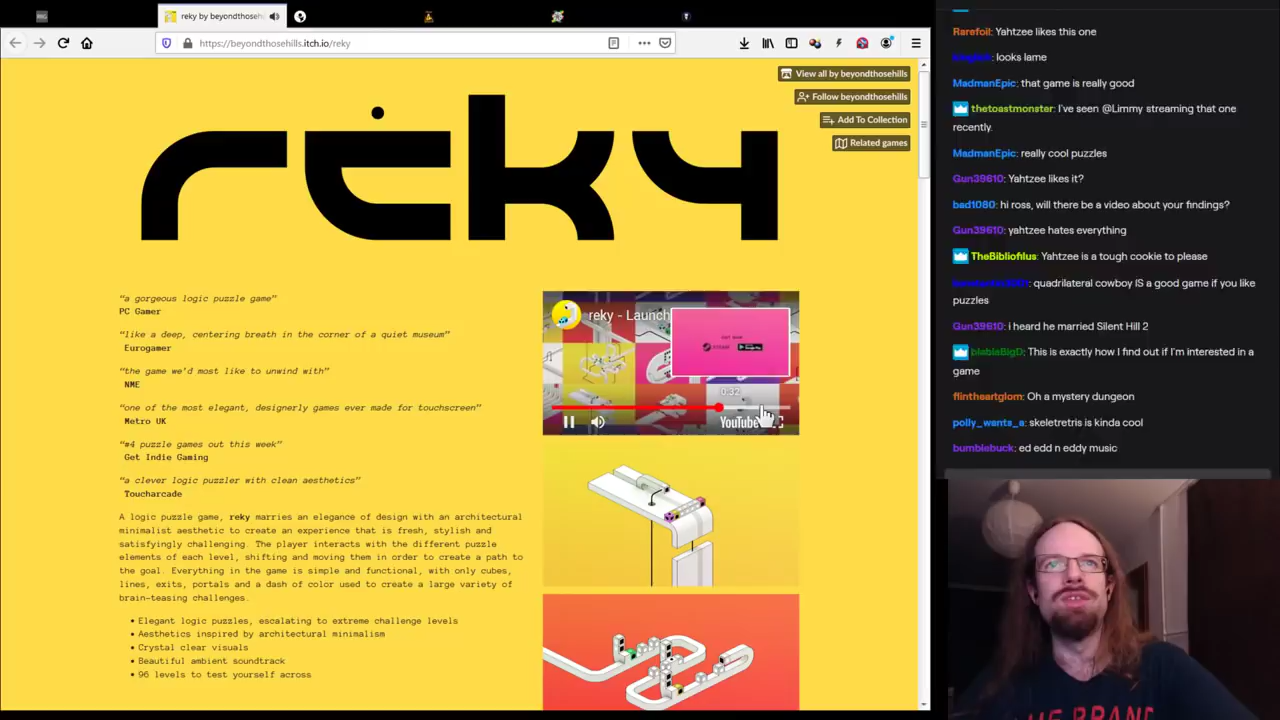 reky by beyondthosehi
https://beyondthosehills.itch.io/reky
View all by beyondthosehills
Follow beyondthosehills
Add To Collection
Related games
reky
“a gorgeous logic puzzle game”
PC Gamer
“like a deep, centering breath in the corner of a quiet museum”
Eurogamer
“the game we'd most like to unwind with”
NME
“one of the most elegant, designerly games ever made for touchscreen”
Metro UK
“#4 puzzle games out this week”
Get Indie Gaming
“a clever logic puzzler with clean aesthetics”
Toucharcade
A logic puzzle game, reky marries an elegance of design with an architectural
minimalist aesthetic to create an experience that is fresh, stylish and
satisfyingly challenging. The player interacts with the different puzzle
elements of each level, shifting and moving them in order to create a path to
the goal. Everything in the game is simple and functional, with only cubes,
lines, exits, portals and a dash of color used to create a large variety of
brain-teasing challenges.
• Elegant logic puzzles, escalating to extreme challenge levels
• Aesthetics inspired by architectural minimalism
• Crystal clear visuals
• Beautiful ambient soundtrack
• 96 levels to test yourself across
reky - Launch
0:32
YouTube
Rarefoil: Yahtzee likes this one
looks lame
MadmanEpic: that game is really good
thetoastmonster: I've seen @Limmy streaming that one
recently.
MadmanEpic: really cool puzzles
Gun39610: Yahtzee likes it?
bsd1080: hi ross, will there be a video about your findings?
Gun39610: yahtzee hates everything
TheBibliofilus: Yahtzee is a tough cookie to please
quadrilateral cowboy IS a good game if you like
puzzles
Gun39610: i heard he married Silent Hill 2
blablaBigD: This is exactly how I find out if I'm interested in a
game
flintheartglom: Oh a mystery dungeon
polly_wants_a: skeletretris is kinda cool
bumblebuck: ed edd n eddy music